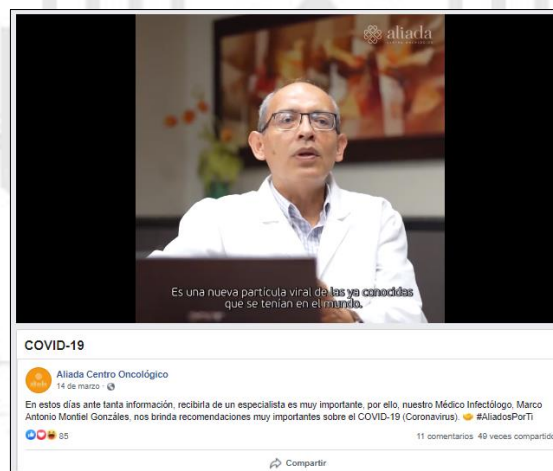 aliada
Es una nueva partícula viral de las ya conocidas
que se tenían en el mundo.
COVID-19
Aliada Centro Oncológico
14 de marzo ·
En estos días ante tanta información, recibirla de un especialista es muy importante, por ello, nuestro Médico Infectólogo, Marco
Antonio Montiel Gonzáles, nos brinda recomendaciones muy importantes sobre el COVID-19 (Coronavirus). #AliadosPorTi
85
11 comentarios 49 veces compartido
Compartir